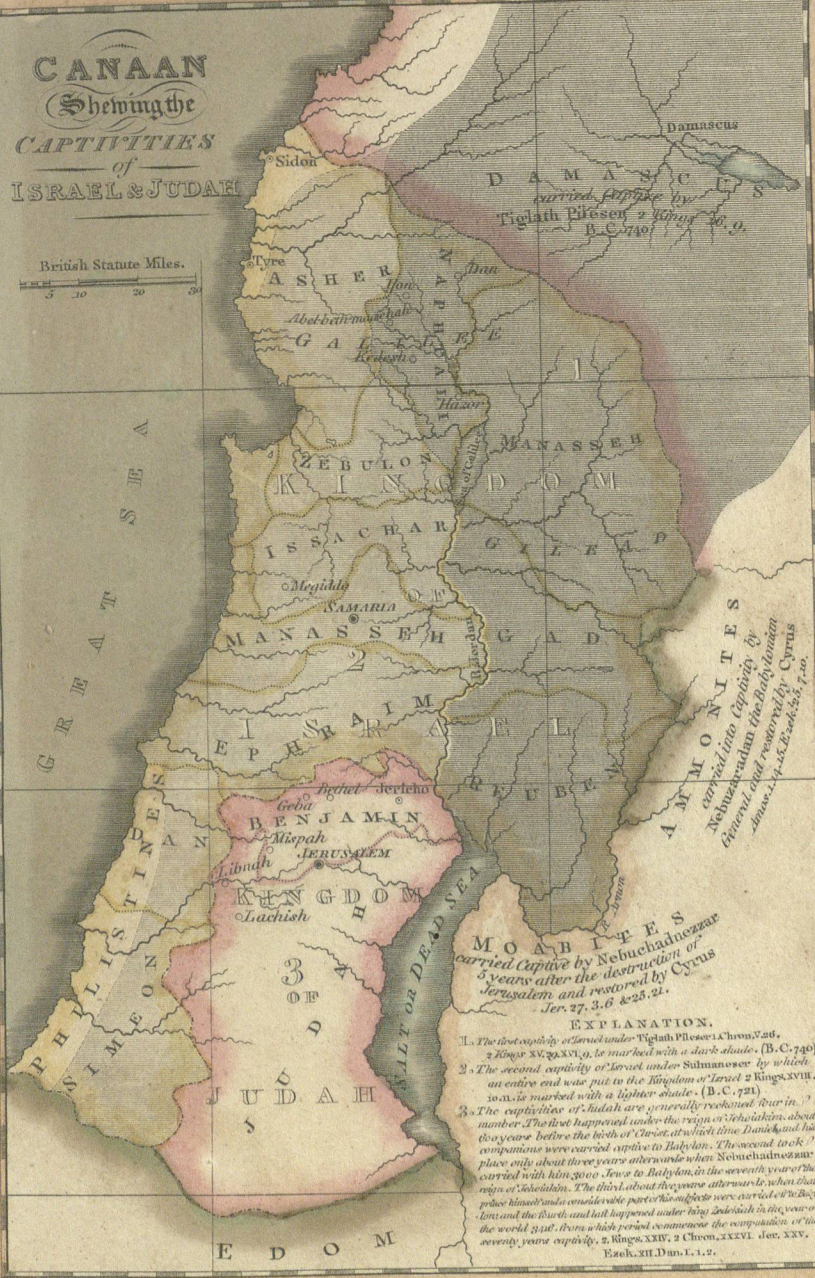 CANAAN
Shewing the
CAPTIVITIES
of
ISRAEL & JUDAH
British Statute Miles.
5 10 20 30
Damascus
DAMASCUS
carried Captive by
Tiglath Pileser 2 Kings 16. 9.
B.C. 740
Sidon
Tyre
ASHER
NAPHTALI
Dan
Ijon
Abel-beth-maachah
GALILEE
Kedesh
1
Hazor
Sea of Galilee
MANASSEH
ZEBULON
KINGDOM
ISSACHAR
GILEAD
Megiddo
OF
SAMARIA
MANASSEH
GAD
R. Jordan
2
ISRAEL
EPHRAIM
REUBEN
GREAT SEA
AMMONITES
carried into Captivity by
Nebuzaradan the Babylonian
General and restored by Cyrus
Amos 1. 14. 15. Ezek. 25. 7. 10.
Bethel
Jericho
Geba
BENJAMIN
Mispah
JERUSALEM
Libnah
DAN
PHILISTINES
KINGDOM
Lachish
3
OF
JUDAH
JUDAH
SIMEON
SALT OR DEAD SEA
R. Arnon
MOABITES
carried Captive by Nebuchadnezzar
5 years after the destruction of
Jerusalem and restored by Cyrus
Jer. 27. 3. 6 & 25. 21.
EDOM
EXPLANATION.
1. The first captivity of Israel under Tiglath Pileser 1 Chron. V. 26.
2 Kings XV. 29. XVI. 9. is marked with a dark shade. (B.C. 740)
2. The second captivity of Israel under Sulmanoser by which
an entire end was put to the Kingdom of Israel 2 Kings. XVIII.
10. 11. is marked with a lighter shade. (B.C. 721)
3. The captivities of Judah are generally reckoned four in
number. The first happened under the reign of Jehoiakim, about
600 years before the birth of Christ, at which time Daniel, and his
companions were carried captive to Babylon. The second took
place only about three years afterwards when Nebuchadnezzar
carried with him 3000 Jews to Babylon, in the seventh year of the
reign of Jehoiakim. The third, about five years afterwards, when that
prince himself and a considerable part of his subjects were carried off to Baby-
lon; and the fourth and last happened under king Zedekiah in the year of
the world 3416. from which period commences the computation of the
seventy years captivity. 2. Kings. XXIV. 2 Chron. XXXVI. Jer. XXV.
Ezek. XII. Dan. I. 1. 2.